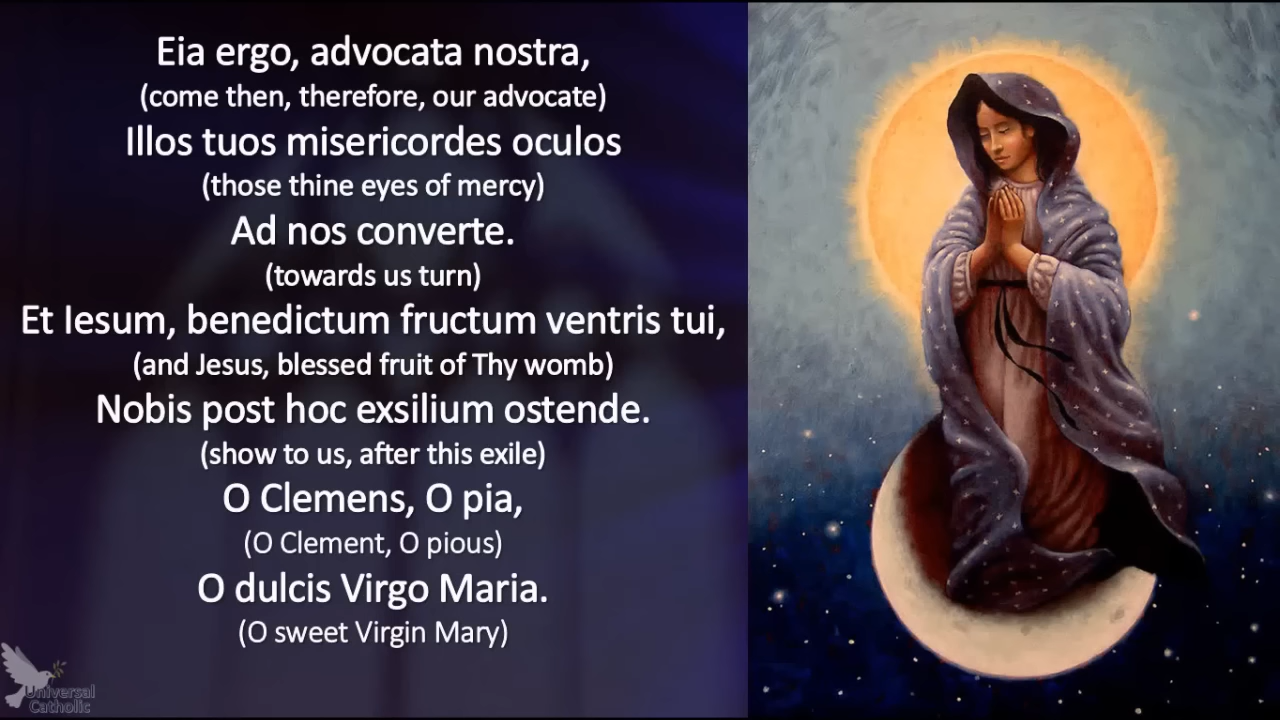 Eia ergo, advocata nostra,
(come then, therefore, our advocate)
Illos tuos misericordes oculos
(those thine eyes of mercy)
Ad nos converte.
(towards us turn)
Et Iesum, benedictum fructum ventris tui,
(and Jesus, blessed fruit of Thy womb)
Nobis post hoc exsilium ostende.
(show to us, after this exile)
O Clemens, O pia,
(O Clement, O pious)
O dulcis Virgo Maria.
(O sweet Virgin Mary)
Universal
Catholic